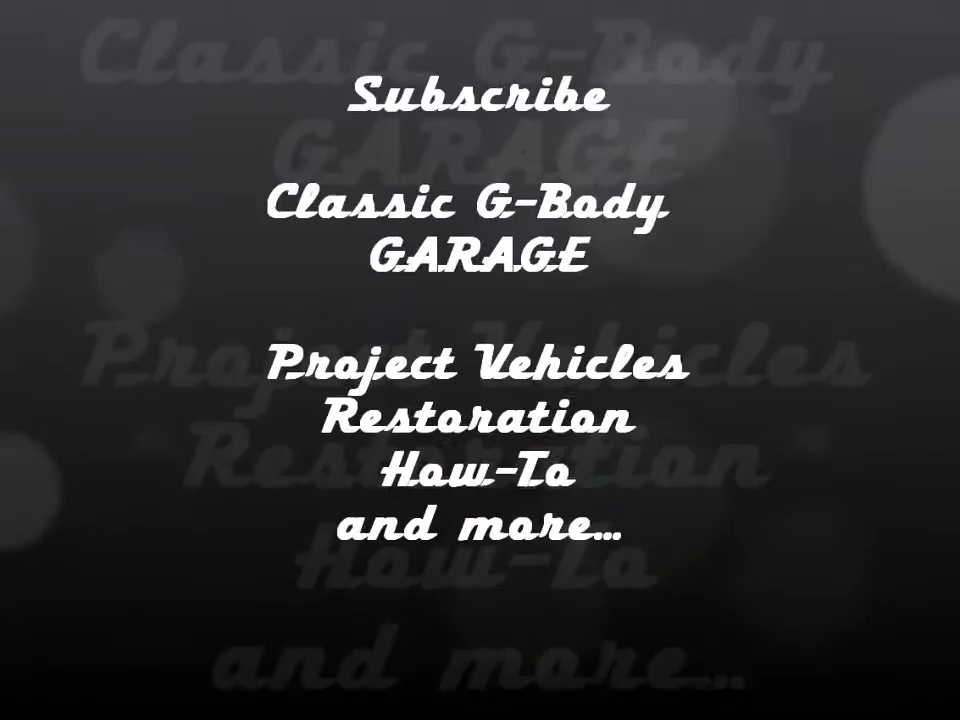 Subscribe
Classic G-Body
GARAGE
Project Vehicles
Restoration
How-To
and more...